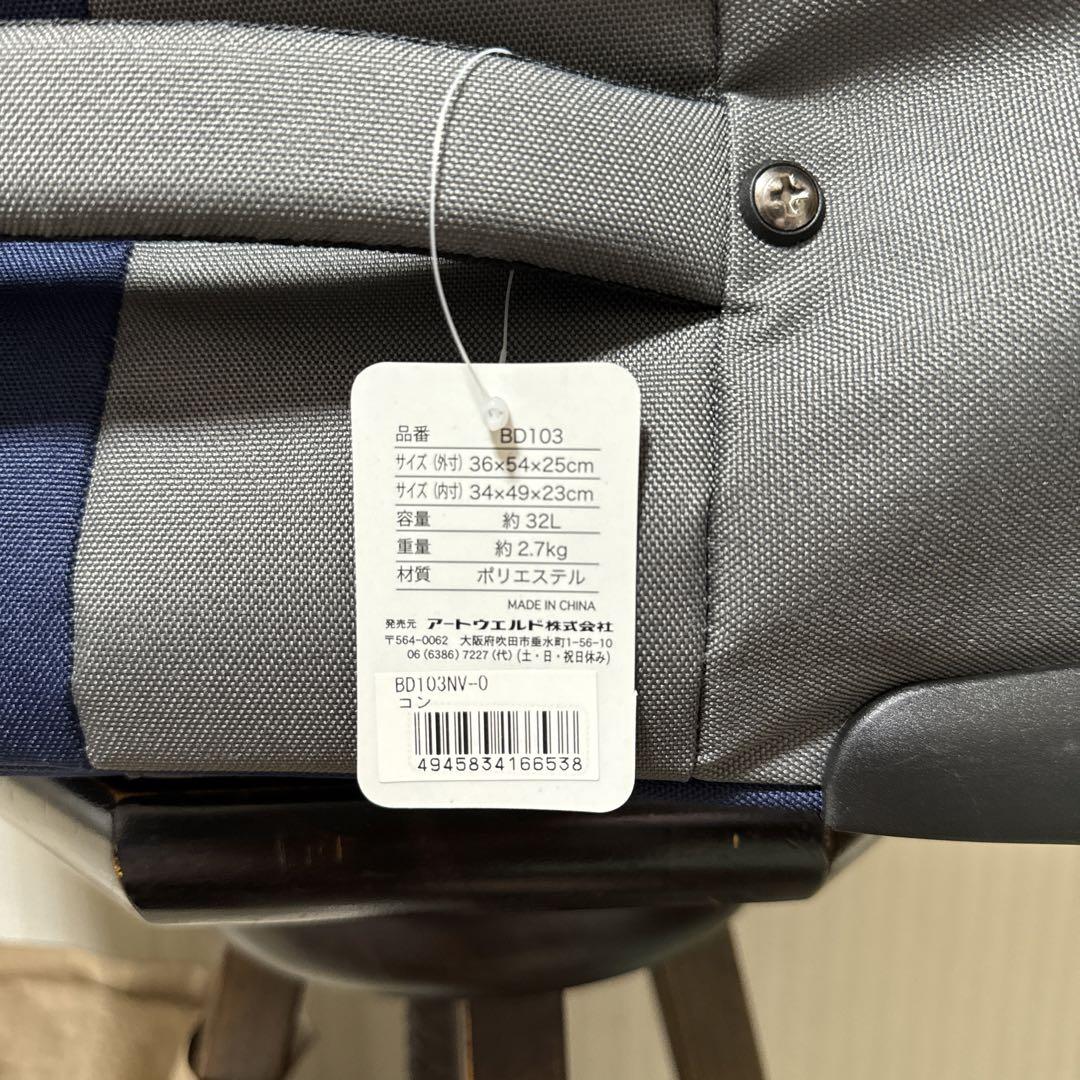 品番 BD103
サイズ (外寸) 36×54×25cm
サイズ (内寸) 34×49×23cm
容量 約 32L
重量 約 2.7kg
材質 ポリエステル
MADE IN CHINA
発売元 アートウエルド株式会社
〒564-0062 大阪府吹田市垂水町1-56-10
06 (6386) 7227 (代) (土・日・祝日休み)
BD103NV-0
コン
4945834166538